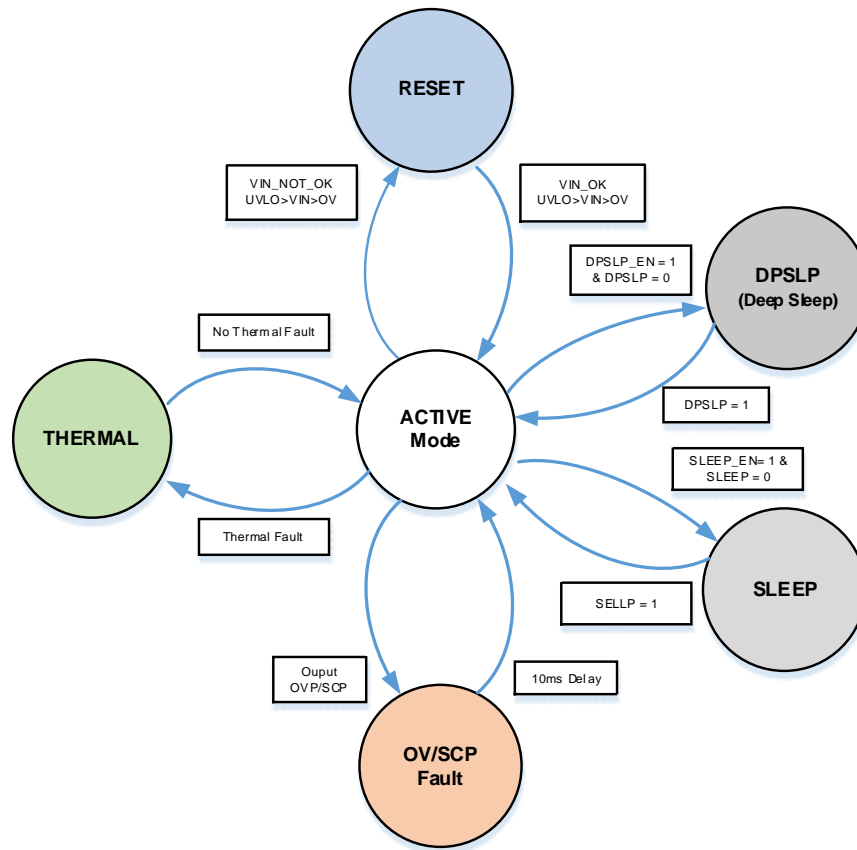 RESET
VIN_NOT_OK
UVLO>VIN>OV
VIN_OK
UVLO>VIN>OV
DPSLP_EN = 1
& DPSLP = 0
DPSLP
(Deep Sleep)
No Thermal Fault
DPSLP = 1
THERMAL
ACTIVE
Mode
SLEEP_EN= 1 &
SLEEP = 0
Thermal Fault
SELLP = 1
SLEEP
Ouput
OVP/SCP
10ms Delay
OV/SCP
Fault